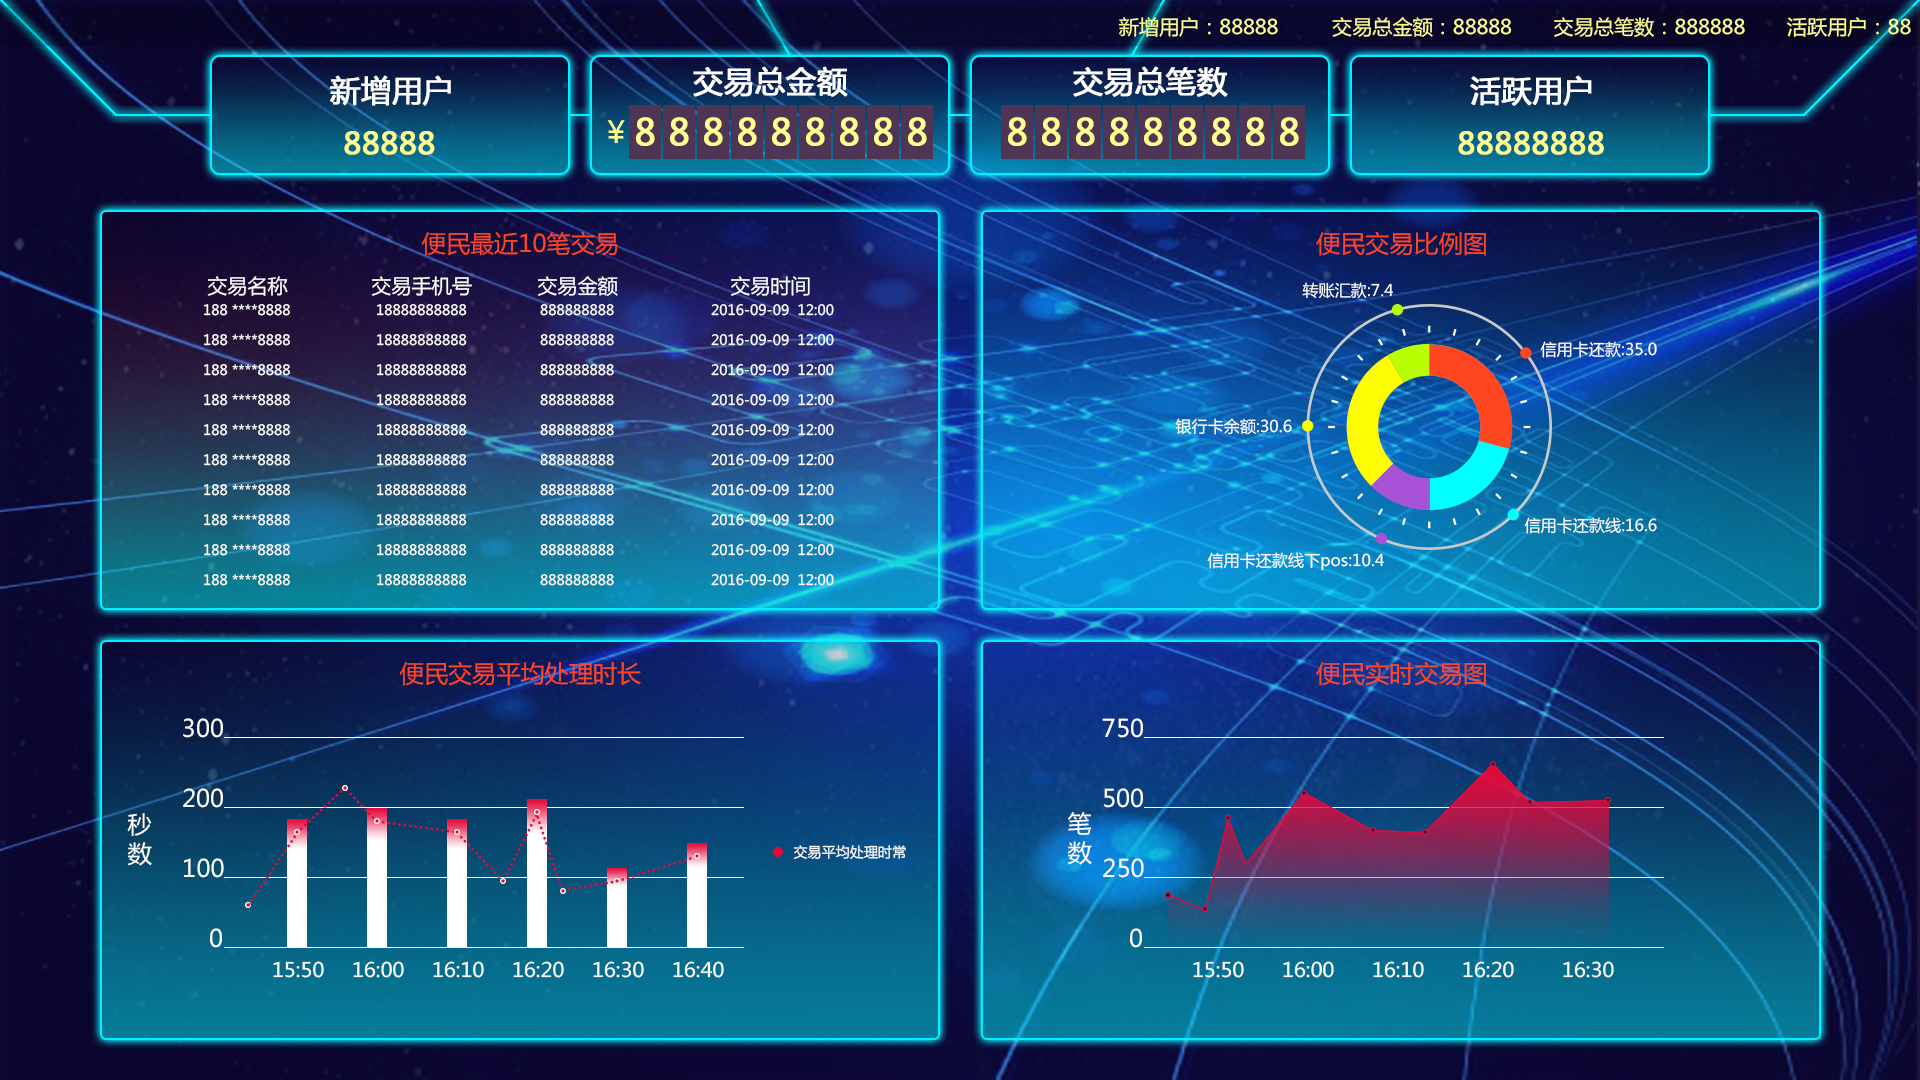 新增用户：88888 交易总金额：88888 交易总笔数：888888 活跃用户：88
新增用户
88888
交易总金额
¥ 888888888
交易总笔数
888888888
活跃用户
88888888
便民最近10笔交易
交易名称 交易手机号 交易金额 交易时间
188 ****8888 18888888888 888888888 2016-09-09 12:00
188 ****8888 18888888888 888888888 2016-09-09 12:00
188 ****8888 18888888888 888888888 2016-09-09 12:00
188 ****8888 18888888888 888888888 2016-09-09 12:00
188 ****8888 18888888888 888888888 2016-09-09 12:00
188 ****8888 18888888888 888888888 2016-09-09 12:00
188 ****8888 18888888888 888888888 2016-09-09 12:00
188 ****8888 18888888888 888888888 2016-09-09 12:00
188 ****8888 18888888888 888888888 2016-09-09 12:00
188 ****8888 18888888888 888888888 2016-09-09 12:00
便民交易比例图
转账汇款:7.4
信用卡还款:35.0
银行卡余额:30.6
信用卡还款线:16.6
信用卡还款线下pos:10.4
便民交易平均处理时长
300
200
100
0
秒数
15:50 16:00 16:10 16:20 16:30 16:40
交易平均处理时常
便民实时交易图
750
500
250
0
笔数
15:50 16:00 16:10 16:20 16:30